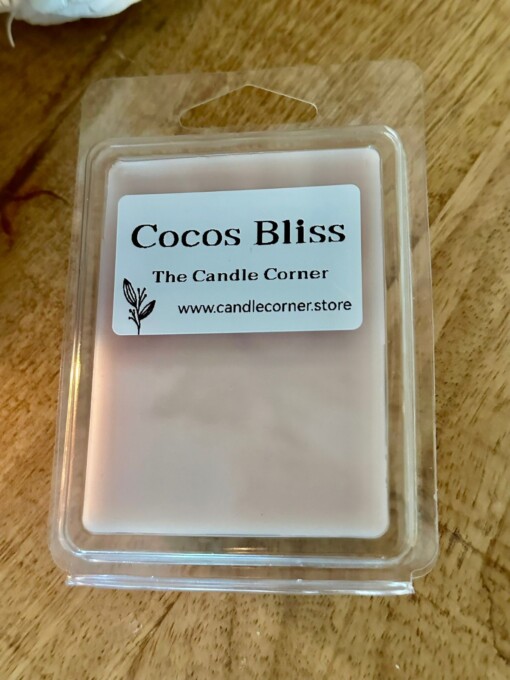 Cocos Bliss
The Candle Corner
www.candlecorner.store